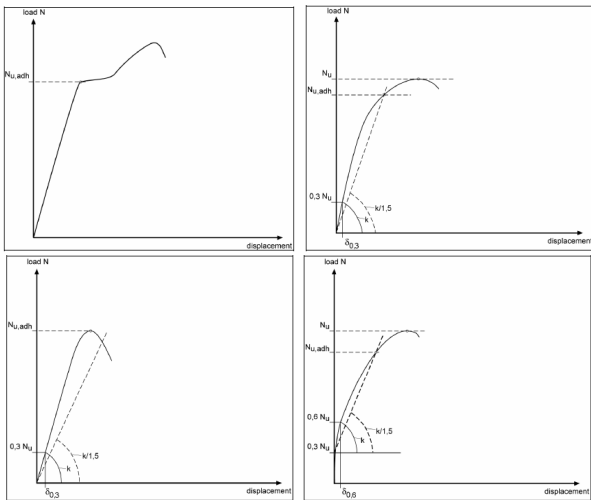 load N
Nu,adh
displacement
load N
Nu
Nu,adh
0,3 Nu
k/1,5
k
displacement
δ0,3
load N
Nu,adh
0,3 Nu
k/1,5
k
displacement
δ0,3
load N
Nu
Nu,adh
0,6 Nu
k/1,5
k
0,3 Nu
displacement
δ0,6